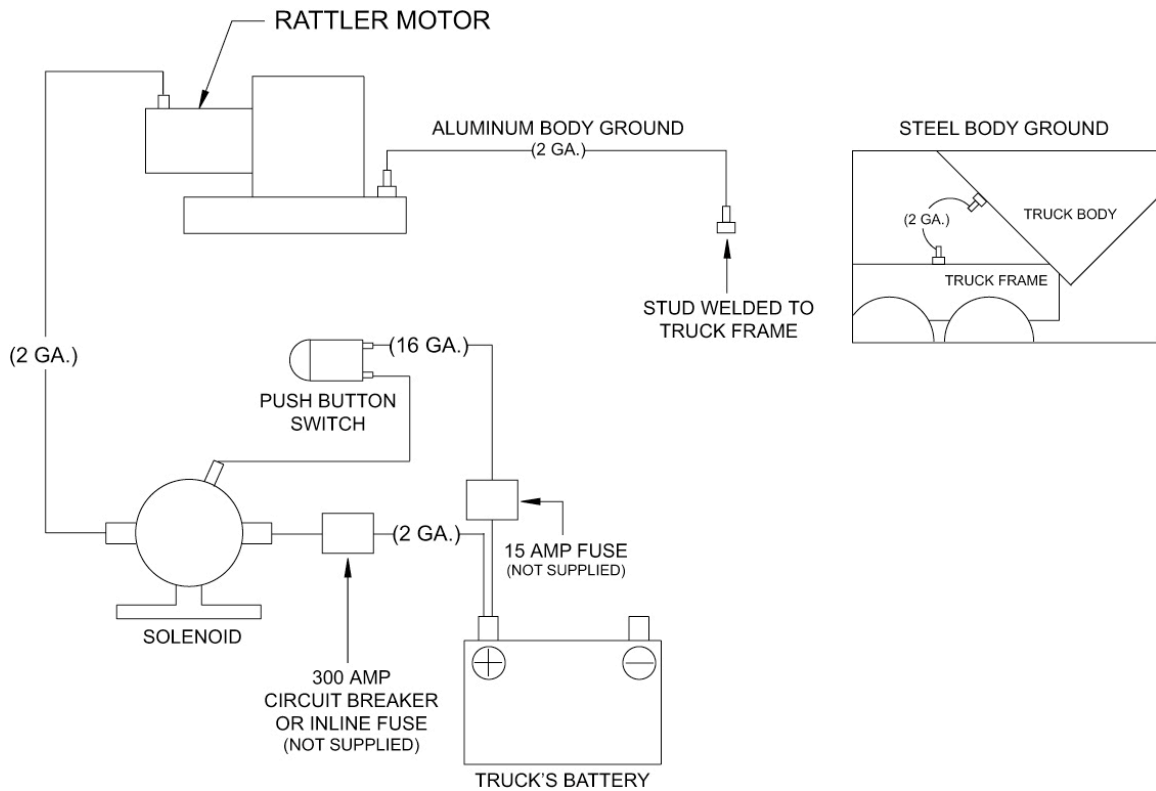 RATTLER MOTOR
ALUMINUM BODY GROUND
(2 GA.)
STEEL BODY GROUND
(2 GA.)
TRUCK BODY
TRUCK FRAME
STUD WELDED TO
TRUCK FRAME
(2 GA.)
(16 GA.)
PUSH BUTTON
SWITCH
(2 GA.)
15 AMP FUSE
(NOT SUPPLIED)
SOLENOID
300 AMP
CIRCUIT BREAKER
OR INLINE FUSE
(NOT SUPPLIED)
+
−
TRUCK'S BATTERY